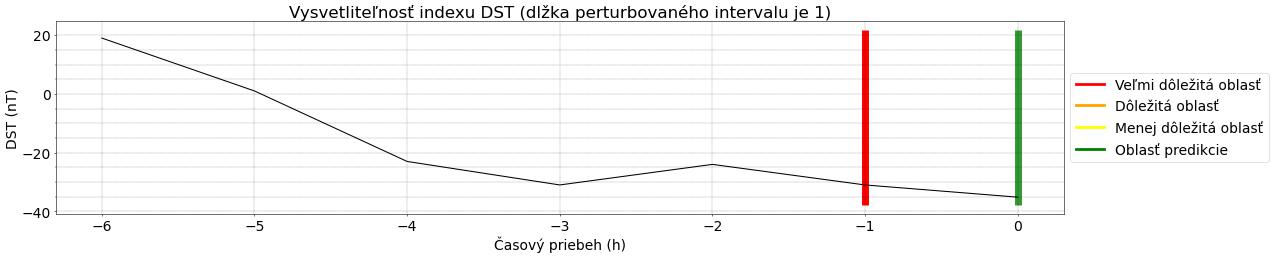 Vysvetliteľnosť indexu DST (dĺžka perturbovaného intervalu je 1)
DST (nT)
20
0
−20
−40
−6 −5 −4 −3 −2 −1 0
Časový priebeh (h)
Veľmi dôležitá oblasť
Dôležitá oblasť
Menej dôležitá oblasť
Oblasť predikcie